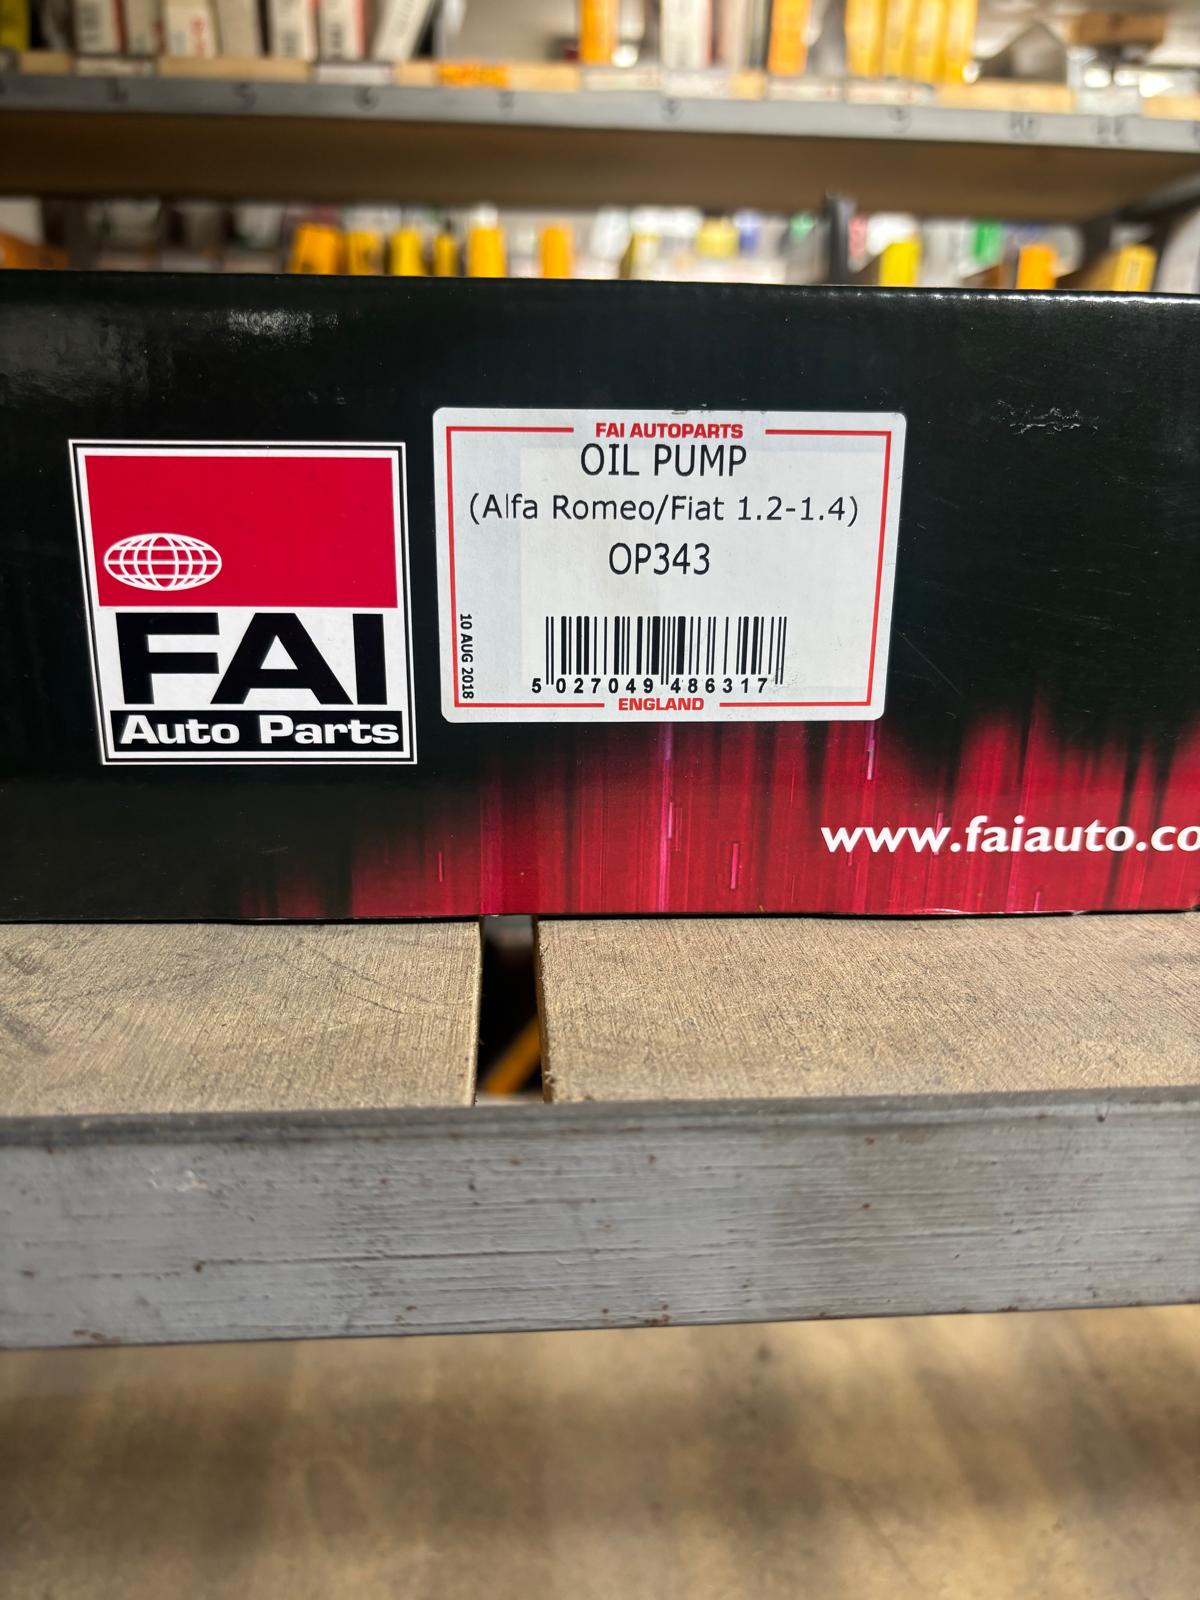 FAI
Auto Parts
FAI AUTOPARTS
OIL PUMP
(Alfa Romeo/Fiat 1.2-1.4)
OP343
10 AUG 2018
5 027049 486317
ENGLAND
www.faiauto.co